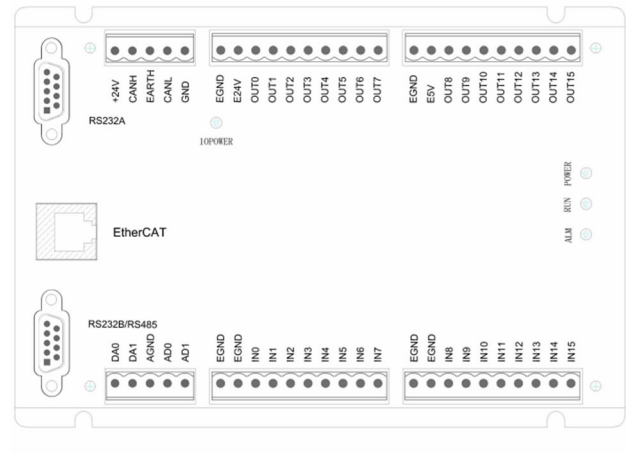 +24V
CANH
EARTH
CANL
GND
EGND
E24V
OUT0
OUT1
OUT2
OUT3
OUT4
OUT5
OUT6
OUT7
EGND
E5V
OUT8
OUT9
OUT10
OUT11
OUT12
OUT13
OUT14
OUT15
RS232A
IOPOWER
POWER
RUN
ALM
EtherCAT
RS232B/RS485
DA0
DA1
AGND
AD0
AD1
EGND
EGND
IN0
IN1
IN2
IN3
IN4
IN5
IN6
IN7
EGND
EGND
IN8
IN9
IN10
IN11
IN12
IN13
IN14
IN15